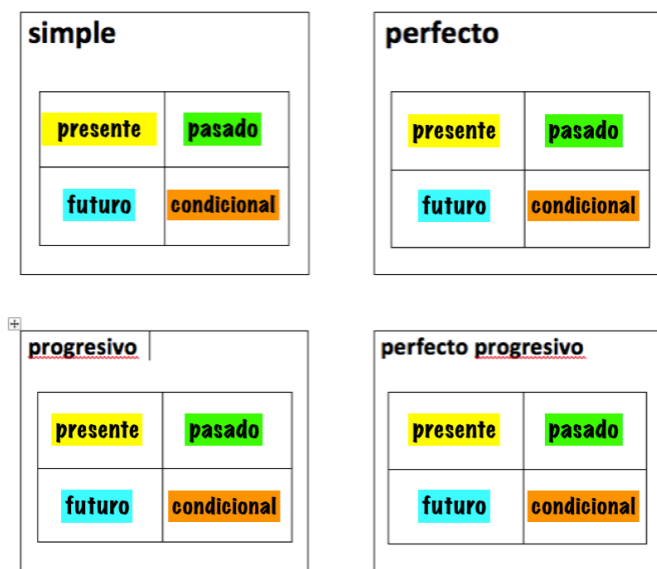 simple
presente pasado
futuro condicional
perfecto
presente pasado
futuro condicional
progresivo
presente pasado
futuro condicional
perfecto progresivo
presente pasado
futuro condicional